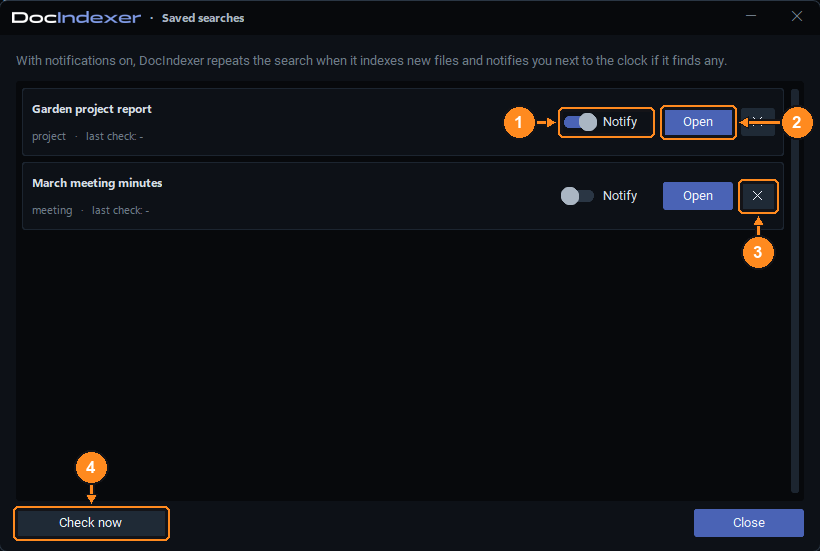 DocIndexer · Saved searches
With notifications on, DocIndexer repeats the search when it indexes new files and notifies you next to the clock if it finds any.
Garden project report
project · last check: -
1
Notify
Open
2
March meeting minutes
meeting · last check: -
Notify
Open
3
4
Check now
Close